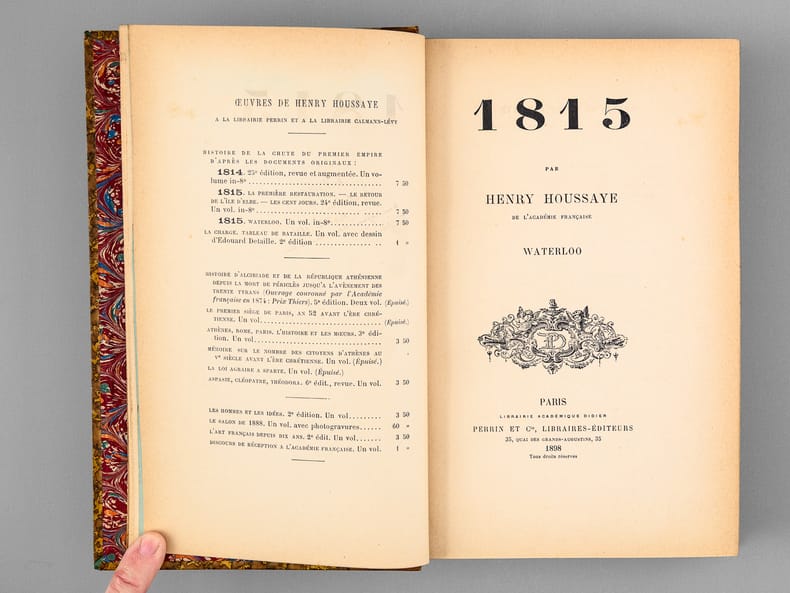 ŒUVRES DE HENRY HOUSSAYE
A LA LIBRAIRIE PERRIN ET A LA LIBRAIRIE CALMANN-LÉVY
HISTOIRE DE LA CHUTE DU PREMIER EMPIRE
D'APRÈS LES DOCUMENTS ORIGINAUX :
1814. 25e édition, revue et augmentée. Un vo-
lume in-8º ........ 7 50
1815. LA PREMIÈRE RESTAURATION. — LE RETOUR
DE L'ÎLE D'ELBE. — LES CENT JOURS. 24e édition, revue.
Un vol. in-8º ........ 7 50
1815. WATERLOO. Un vol. in-8º ........ 7 50
LA CHARGE. TABLEAU DE BATAILLE. Un vol. avec dessin
d'Edouard Detaille. 2e édition ........ 1 »
HISTOIRE D'ALCIBIADE ET DE LA RÉPUBLIQUE ATHÉNIENNE
DEPUIS LA MORT DE PÉRICLÈS JUSQU'A L'AVÈNEMENT DES
TRENTE TYRANS (Ouvrage couronné par l'Académie
française en 1874 : Prix Thiers). 5e édition. Deux vol. (Epuisé.)
LE PREMIER SIÈGE DE PARIS, AN 52 AVANT L'ÈRE CHRÉ-
TIENNE. Un vol ........ (Epuisé.)
ATHÈNES, ROME, PARIS. L'HISTOIRE ET LES MŒURS. 3e édi-
tion. Un vol ........ 3 50
MÉMOIRE SUR LE NOMBRE DES CITOYENS D'ATHÈNES AU
Ve SIÈCLE AVANT L'ÈRE CHRÉTIENNE. Un vol. (Épuisé.)
LA LOI AGRAIRE A SPARTE. Un vol. (Épuisé.)
ASPASIE, CLÉOPATRE, THÉODORA. 6e édit., revue. Un vol. 3 50
LES HOMMES ET LES IDÉES. 2e édition. Un vol ...... 3 50
LE SALON DE 1888. Un vol. avec photogravures ...... 60 »
L'ART FRANÇAIS DEPUIS DIX ANS. 2e édit. Un vol ...... 3 50
DISCOURS DE RÉCEPTION A L'ACADÉMIE FRANÇAISE. Un vol. 1 »
1815
PAR
HENRY HOUSSAYE
DE L'ACADÉMIE FRANÇAISE
WATERLOO
PARIS
LIBRAIRIE ACADÉMIQUE DIDIER
PERRIN ET Cie, LIBRAIRES-ÉDITEURS
35, QUAI DES GRANDS-AUGUSTINS, 35
1898
Tous droits réservés